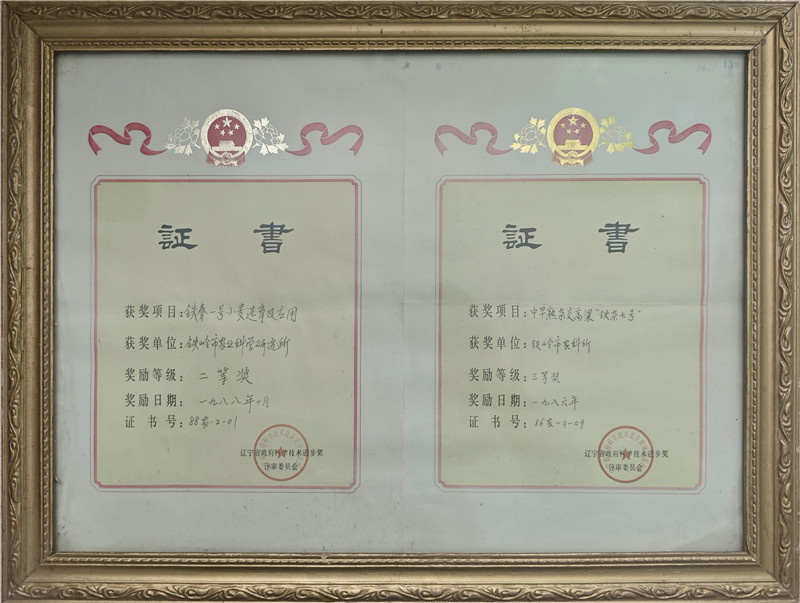 証書
获奖项目：铁春一号小麦选育及应用
获奖单位：铁岭市农业科学研究所
奖励等级：二等奖
奖励日期：一九八八年十月
证书号：88农-2-01
辽宁省政府科学技术进步奖
评审委员会
証書
获奖项目：中早熟杂交高梁“铁杂七号”
获奖单位：铁岭市农科所
奖励等级：三等奖
奖励日期：一九八六年
证书号：86农-3-09
辽宁省政府科学技术进步奖
评审委员会